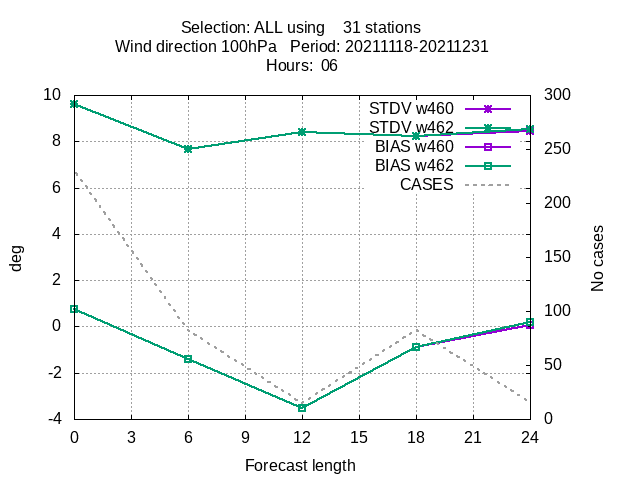 Selection: ALL using    31 stations
Wind direction 100hPa   Period: 20211118-20211231
Hours:  06
10
8
6
4
2
0
-2
-4
deg
300
250
200
150
100
50
0
No cases
STDV w460
STDV w462
BIAS w460
BIAS w462
CASES
0 3 6 9 12 15 18 21 24
Forecast length